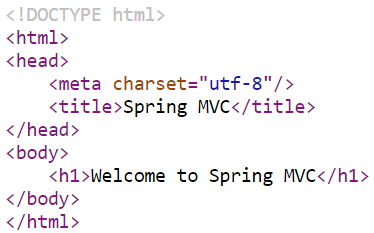 <!DOCTYPE html>
<html>
<head>
    <meta charset="utf-8"/>
    <title>Spring MVC</title>
</head>
<body>
    <h1>Welcome to Spring MVC</h1>
</body>
</html>